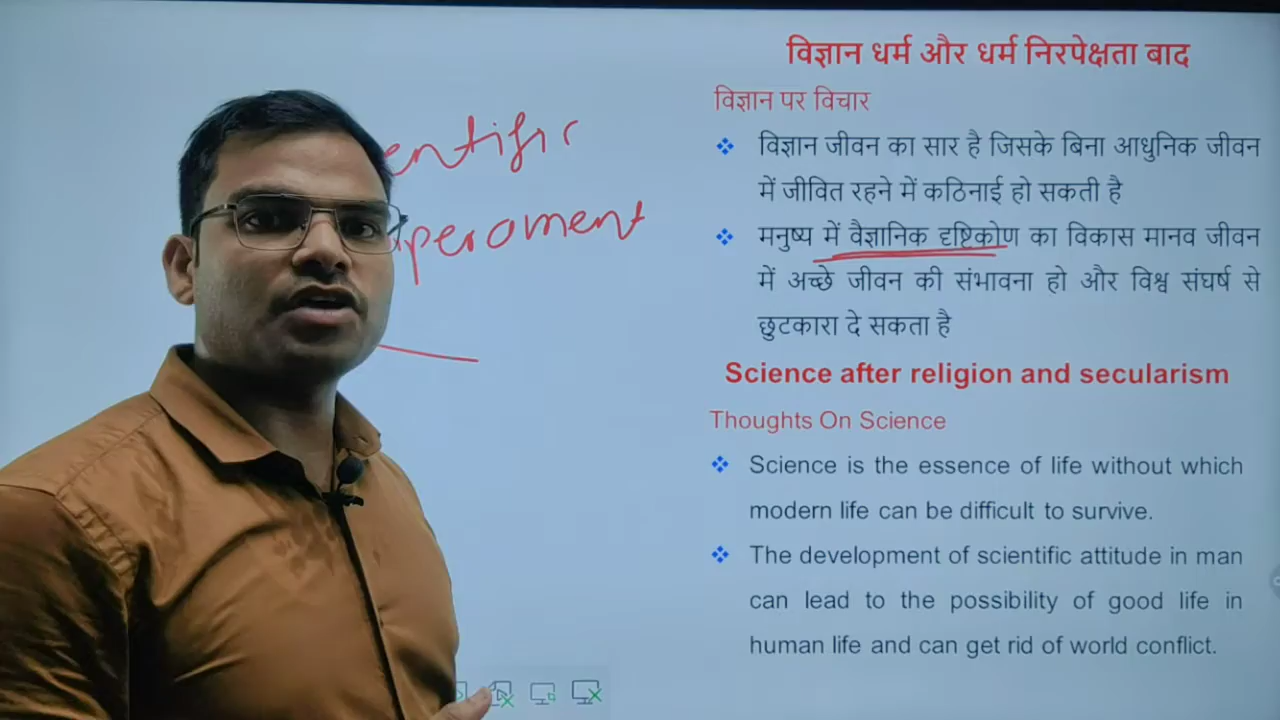 विज्ञान धर्म और धर्म निरपेक्षता बाद
विज्ञान पर विचार
❖ विज्ञान जीवन का सार है जिसके बिना आधुनिक जीवन
में जीवित रहने में कठिनाई हो सकती है
❖ मनुष्य में वैज्ञानिक दृष्टिकोण का विकास मानव जीवन
में अच्छे जीवन की संभावना हो और विश्व संघर्ष से
छुटकारा दे सकता है
Science after religion and secularism
Thoughts On Science
❖ Science is the essence of life without which
modern life can be difficult to survive.
❖ The development of scientific attitude in man
can lead to the possibility of good life in
human life and can get rid of world conflict.
entific
perament